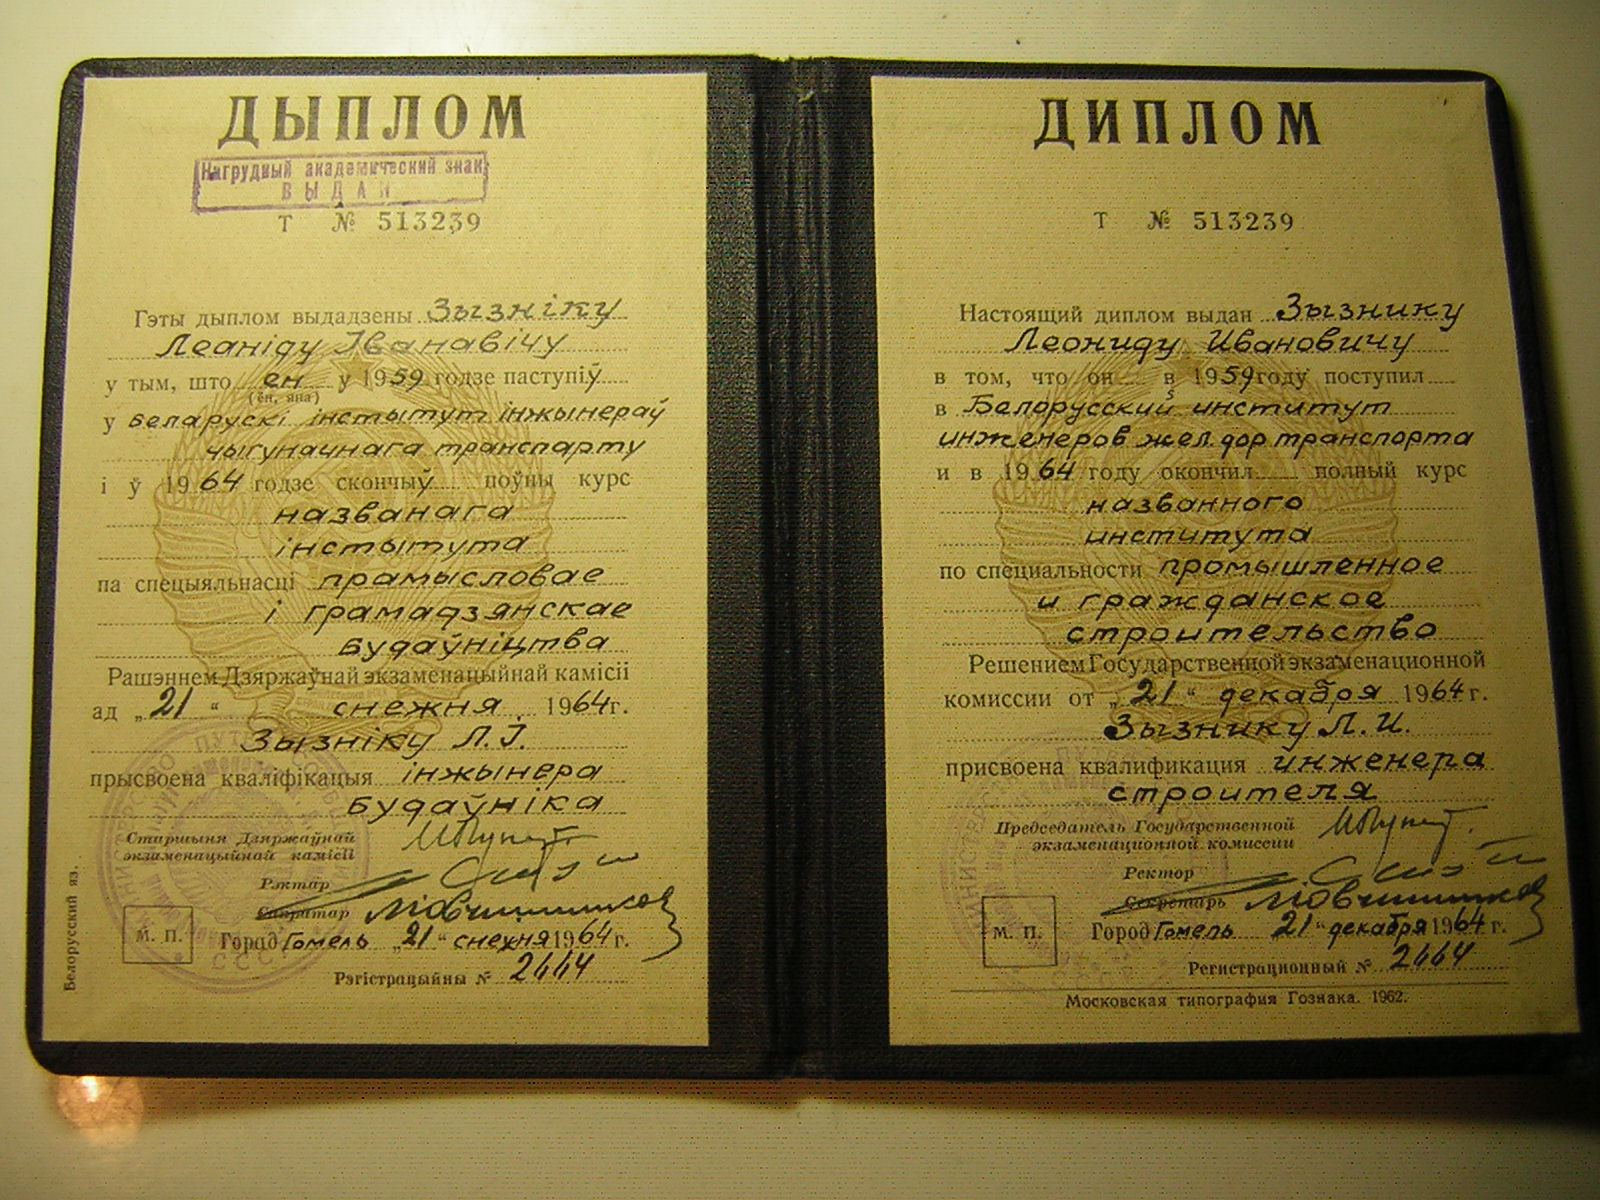 ДЫПЛОМ
Нагрудный академический знак
ВЫДАН
Т № 513239
Гэты дыплом выдадзены Зызніку
Леаніду Іванавічу
у тым, што ен у 1959 годзе паступіў
(ён, яна)
у Беларускі інстытут інжынераў
чыгуначнага транспарту
і ў 1964 годзе скончыў поўны курс
названага
інстытута
па спецыяльнасці прамысловае
і грамадзянскае
будаўніцтва
Рашэннем Дзяржаўнай экзаменацыйнай камісіі
ад „21“ снежня 1964 г.
Зызніку Л.І.
прысвоена кваліфікацыя інжынера
будаўніка
Старшыня Дзяржаўнай
экзаменацыйнай камісіі
Рэктар
Сакратар
М. П.
Горад Гомель „21“ снежня 1964 г.
Рэгістрацыйны №
Белорусский яз.
ДИПЛОМ
Т № 513239
Настоящий диплом выдан Зызнику
Леониду Ивановичу
в том, что он в 1959 году поступил
в Белорусский институт
инженеров жел. дор транспорта
и в 1964 году окончил полный курс
названного
института
по специальности промышленное
и гражданское
строительство
Решением Государственной экзаменационной
комиссии от „21“ декабря 1964 г.
Зызнику Л.И.
присвоена квалификация инженера
строителя
Председатель Государственной
экзаменационной комиссии
Ректор
Секретарь
М. П.
Город Гомель 21“ декабря 1964 г.
Регистрационный №
Московская типография Гознака. 1962.